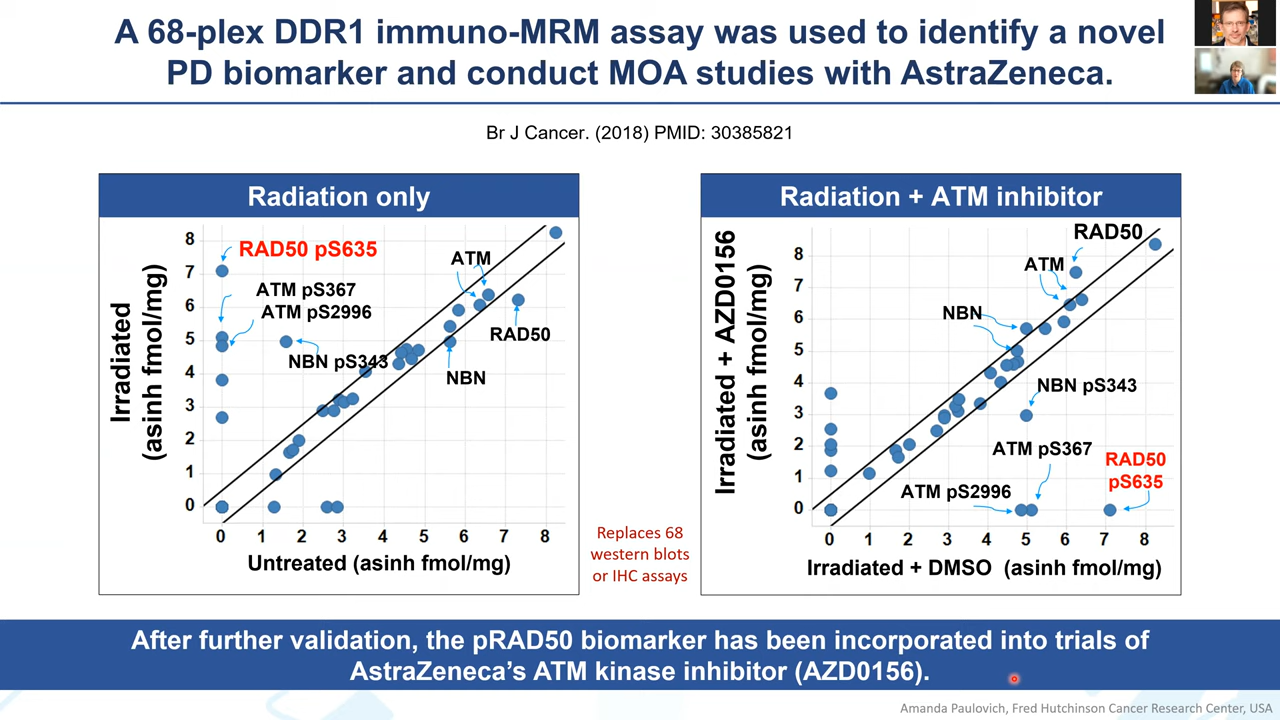 A 68-plex DDR1 immuno-MRM assay was used to identify a novel
PD biomarker and conduct MOA studies with AstraZeneca.
Br J Cancer. (2018) PMID: 30385821
Radiation only
Irradiated
(asinh fmol/mg)
8
7
6
5
4
3
2
1
0
RAD50 pS635
ATM pS367
ATM pS2996
NBN pS343
ATM
RAD50
NBN
0 1 2 3 4 5 6 7 8
Untreated (asinh fmol/mg)
Replaces 68
western blots
or IHC assays
Radiation + ATM inhibitor
Irradiated + AZD0156
(asinh fmol/mg)
8
7
6
5
4
3
2
1
0
RAD50
ATM
NBN
NBN pS343
ATM pS367
RAD50
pS635
ATM pS2996
0 1 2 3 4 5 6 7 8
Irradiated + DMSO (asinh fmol/mg)
After further validation, the pRAD50 biomarker has been incorporated into trials of
AstraZeneca's ATM kinase inhibitor (AZD0156).
Amanda Paulovich, Fred Hutchinson Cancer Research Center, USA